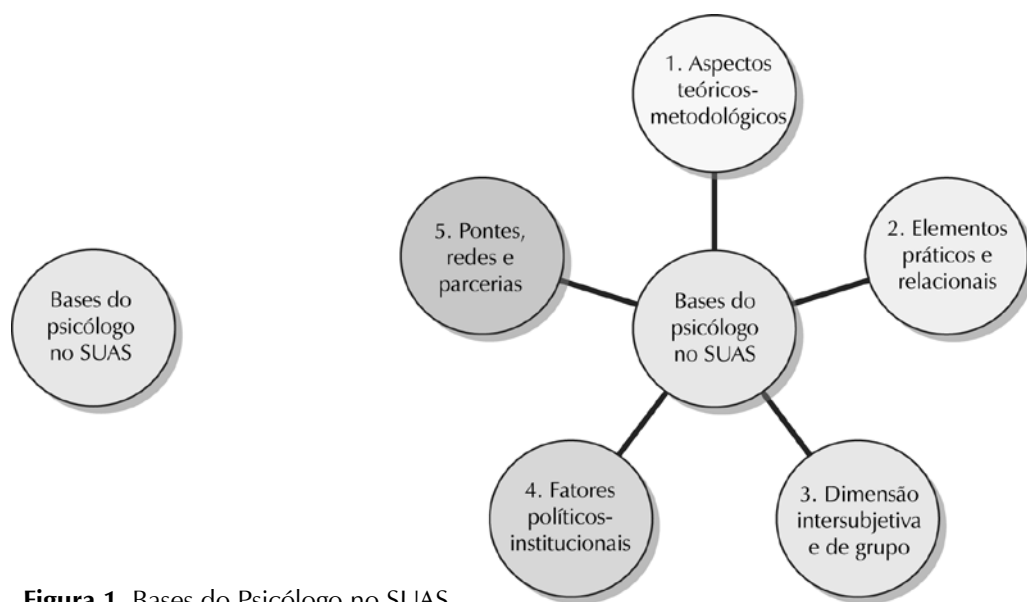 Bases do
psicólogo
no SUAS
1. Aspectos
teóricos-
metodológicos
2. Elementos
práticos e
relacionais
3. Dimensão
intersubjetiva
e de grupo
4. Fatores
políticos-
institucionais
5. Pontes,
redes e
parcerias
Bases do
psicólogo
no SUAS
Figura 1. Bases do Psicólogo no SUAS